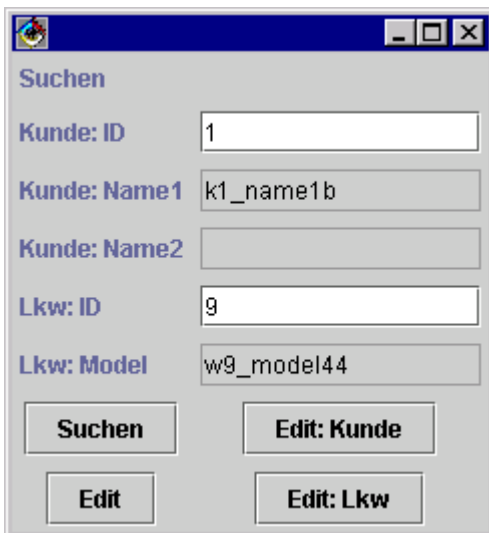 Suchen
Kunde: ID 1
Kunde: Name1 k1_name1b
Kunde: Name2
Lkw: ID 9
Lkw: Model w9_model44
Suchen Edit: Kunde
Edit Edit: Lkw